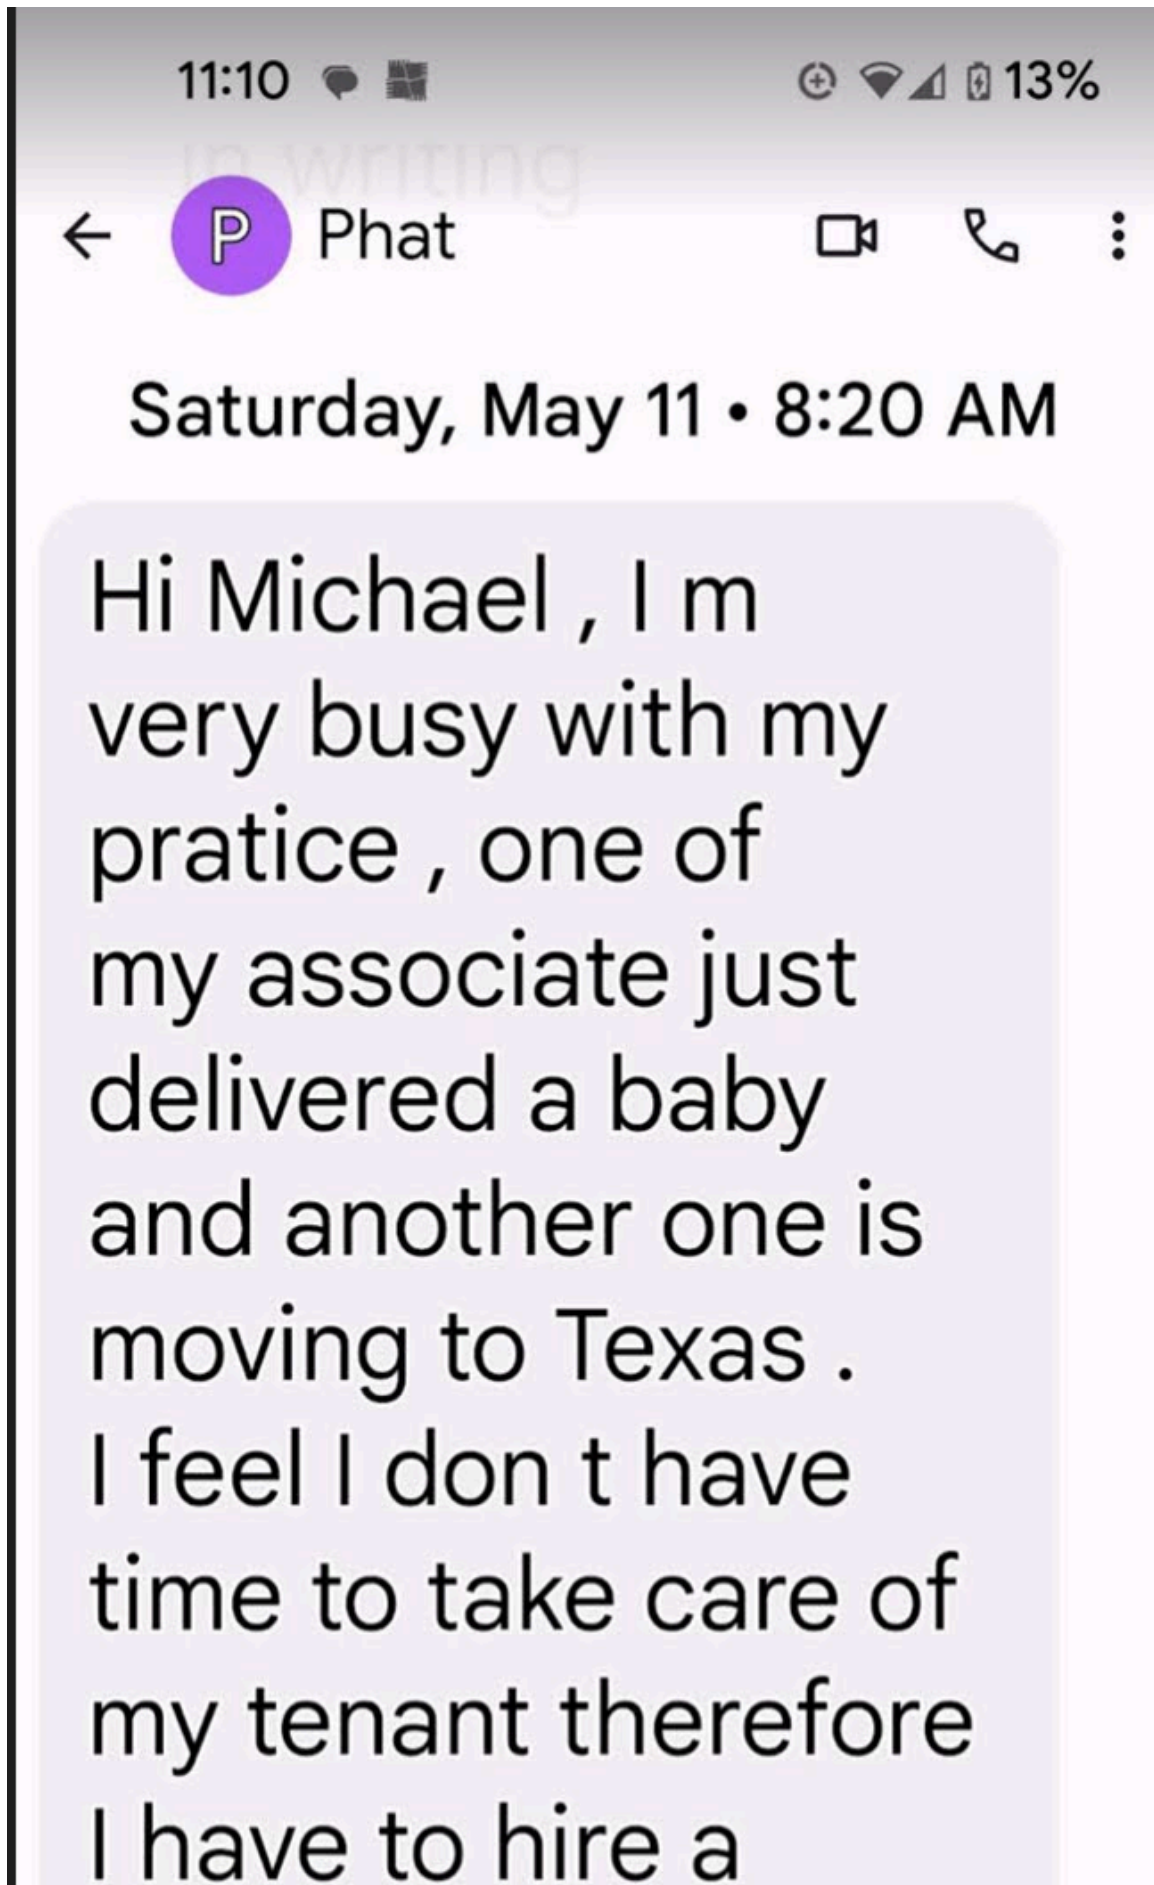 11:10 13%
in writing
P Phat
Saturday, May 11 • 8:20 AM
Hi Michael , I m
very busy with my
pratice , one of
my associate just
delivered a baby
and another one is
moving to Texas .
I feel I don t have
time to take care of
my tenant therefore
I have to hire a